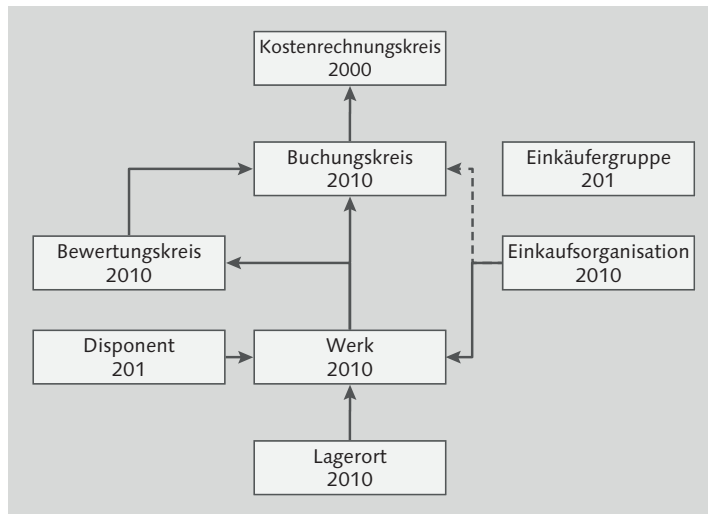 Kostenrechnungskreis
2000
Buchungskreis
2010
Einkäufergruppe
201
Bewertungskreis
2010
Einkaufsorganisation
2010
Disponent
201
Werk
2010
Lagerort
2010